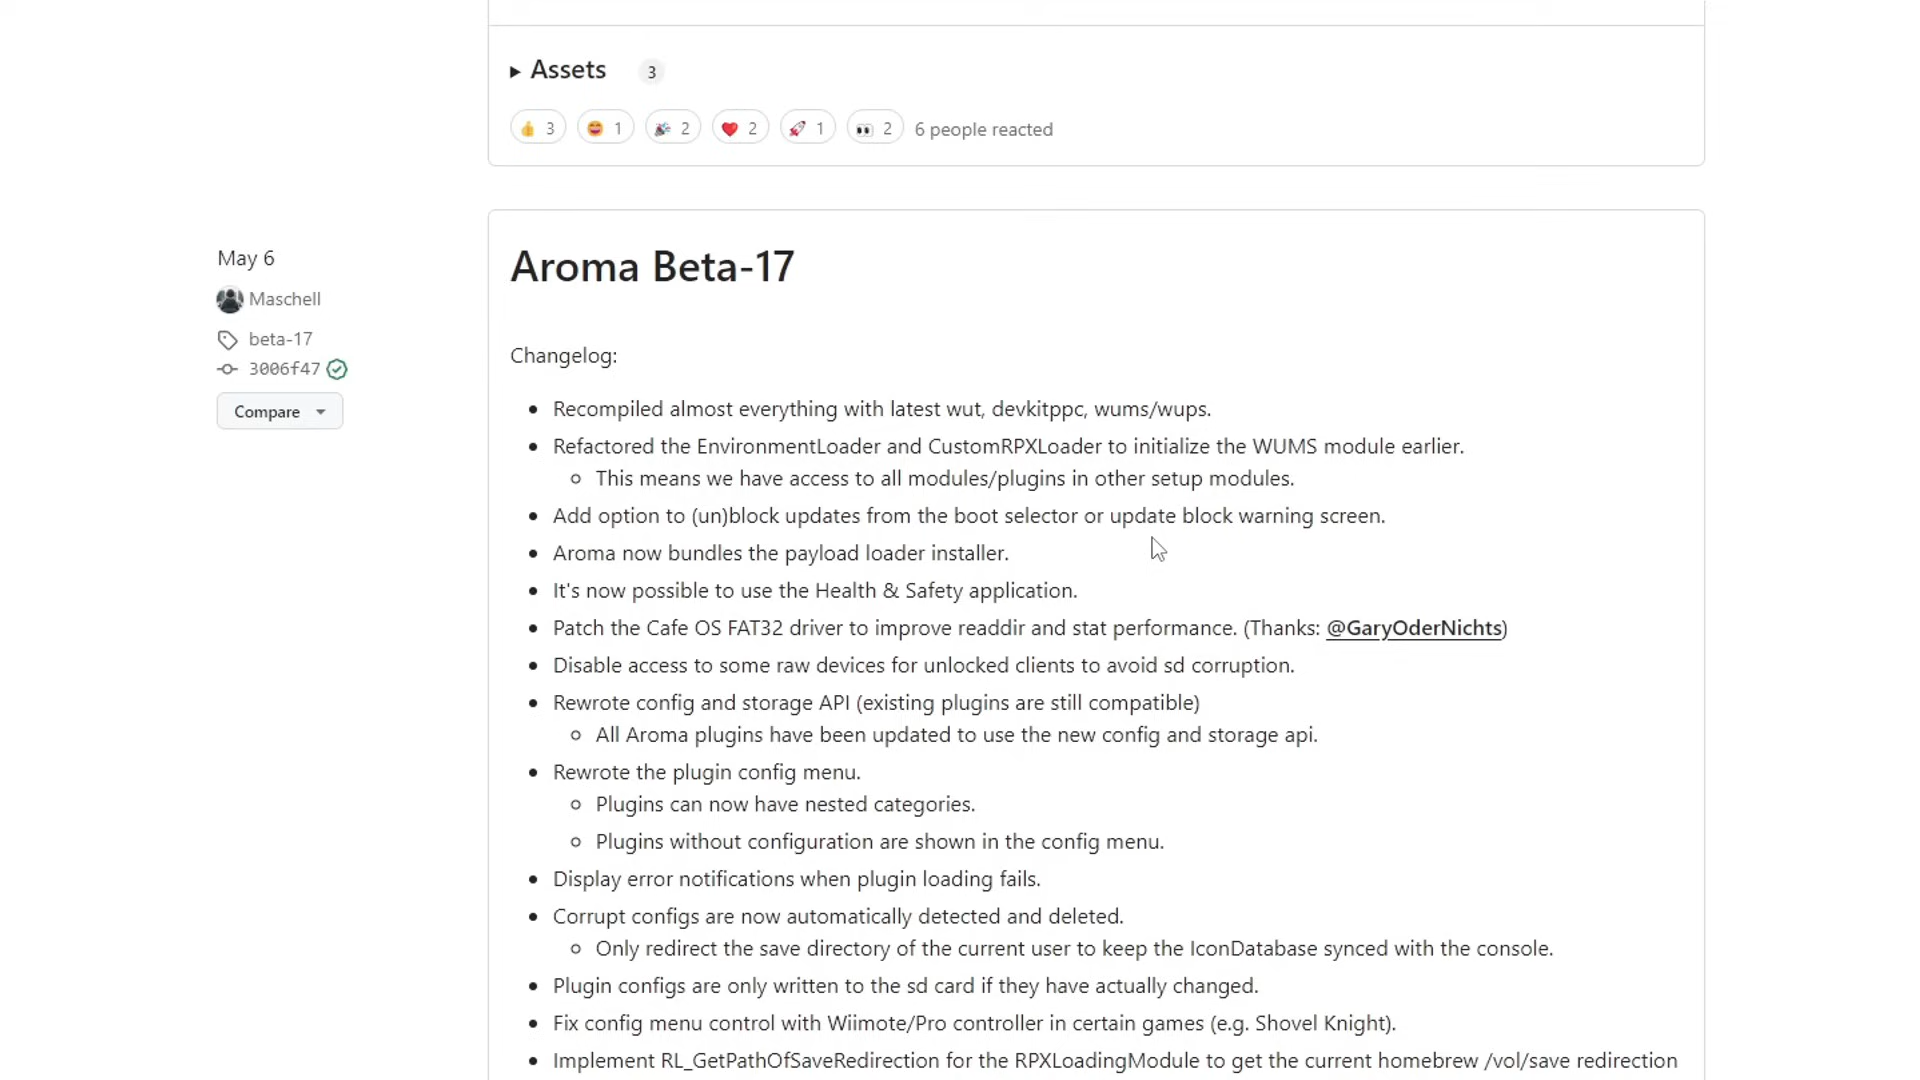 Assets 3
👍 3 😄 1 🎉 2 ❤️ 2 🚀 1 👀 2 6 people reacted
May 6
Maschell
beta-17
3006f47
Compare
Aroma Beta-17
Changelog:
Recompiled almost everything with latest wut, devkitppc, wums/wups.
Refactored the EnvironmentLoader and CustomRPXLoader to initialize the WUMS module earlier.
This means we have access to all modules/plugins in other setup modules.
Add option to (un)block updates from the boot selector or update block warning screen.
Aroma now bundles the payload loader installer.
It's now possible to use the Health & Safety application.
Patch the Cafe OS FAT32 driver to improve readdir and stat performance. (Thanks: @GaryOderNichts)
Disable access to some raw devices for unlocked clients to avoid sd corruption.
Rewrote config and storage API (existing plugins are still compatible)
All Aroma plugins have been updated to use the new config and storage api.
Rewrote the plugin config menu.
Plugins can now have nested categories.
Plugins without configuration are shown in the config menu.
Display error notifications when plugin loading fails.
Corrupt configs are now automatically detected and deleted.
Only redirect the save directory of the current user to keep the IconDatabase synced with the console.
Plugin configs are only written to the sd card if they have actually changed.
Fix config menu control with Wiimote/Pro controller in certain games (e.g. Shovel Knight).
Implement RL_GetPathOfSaveRedirection for the RPXLoadingModule to get the current homebrew /vol/save redirection